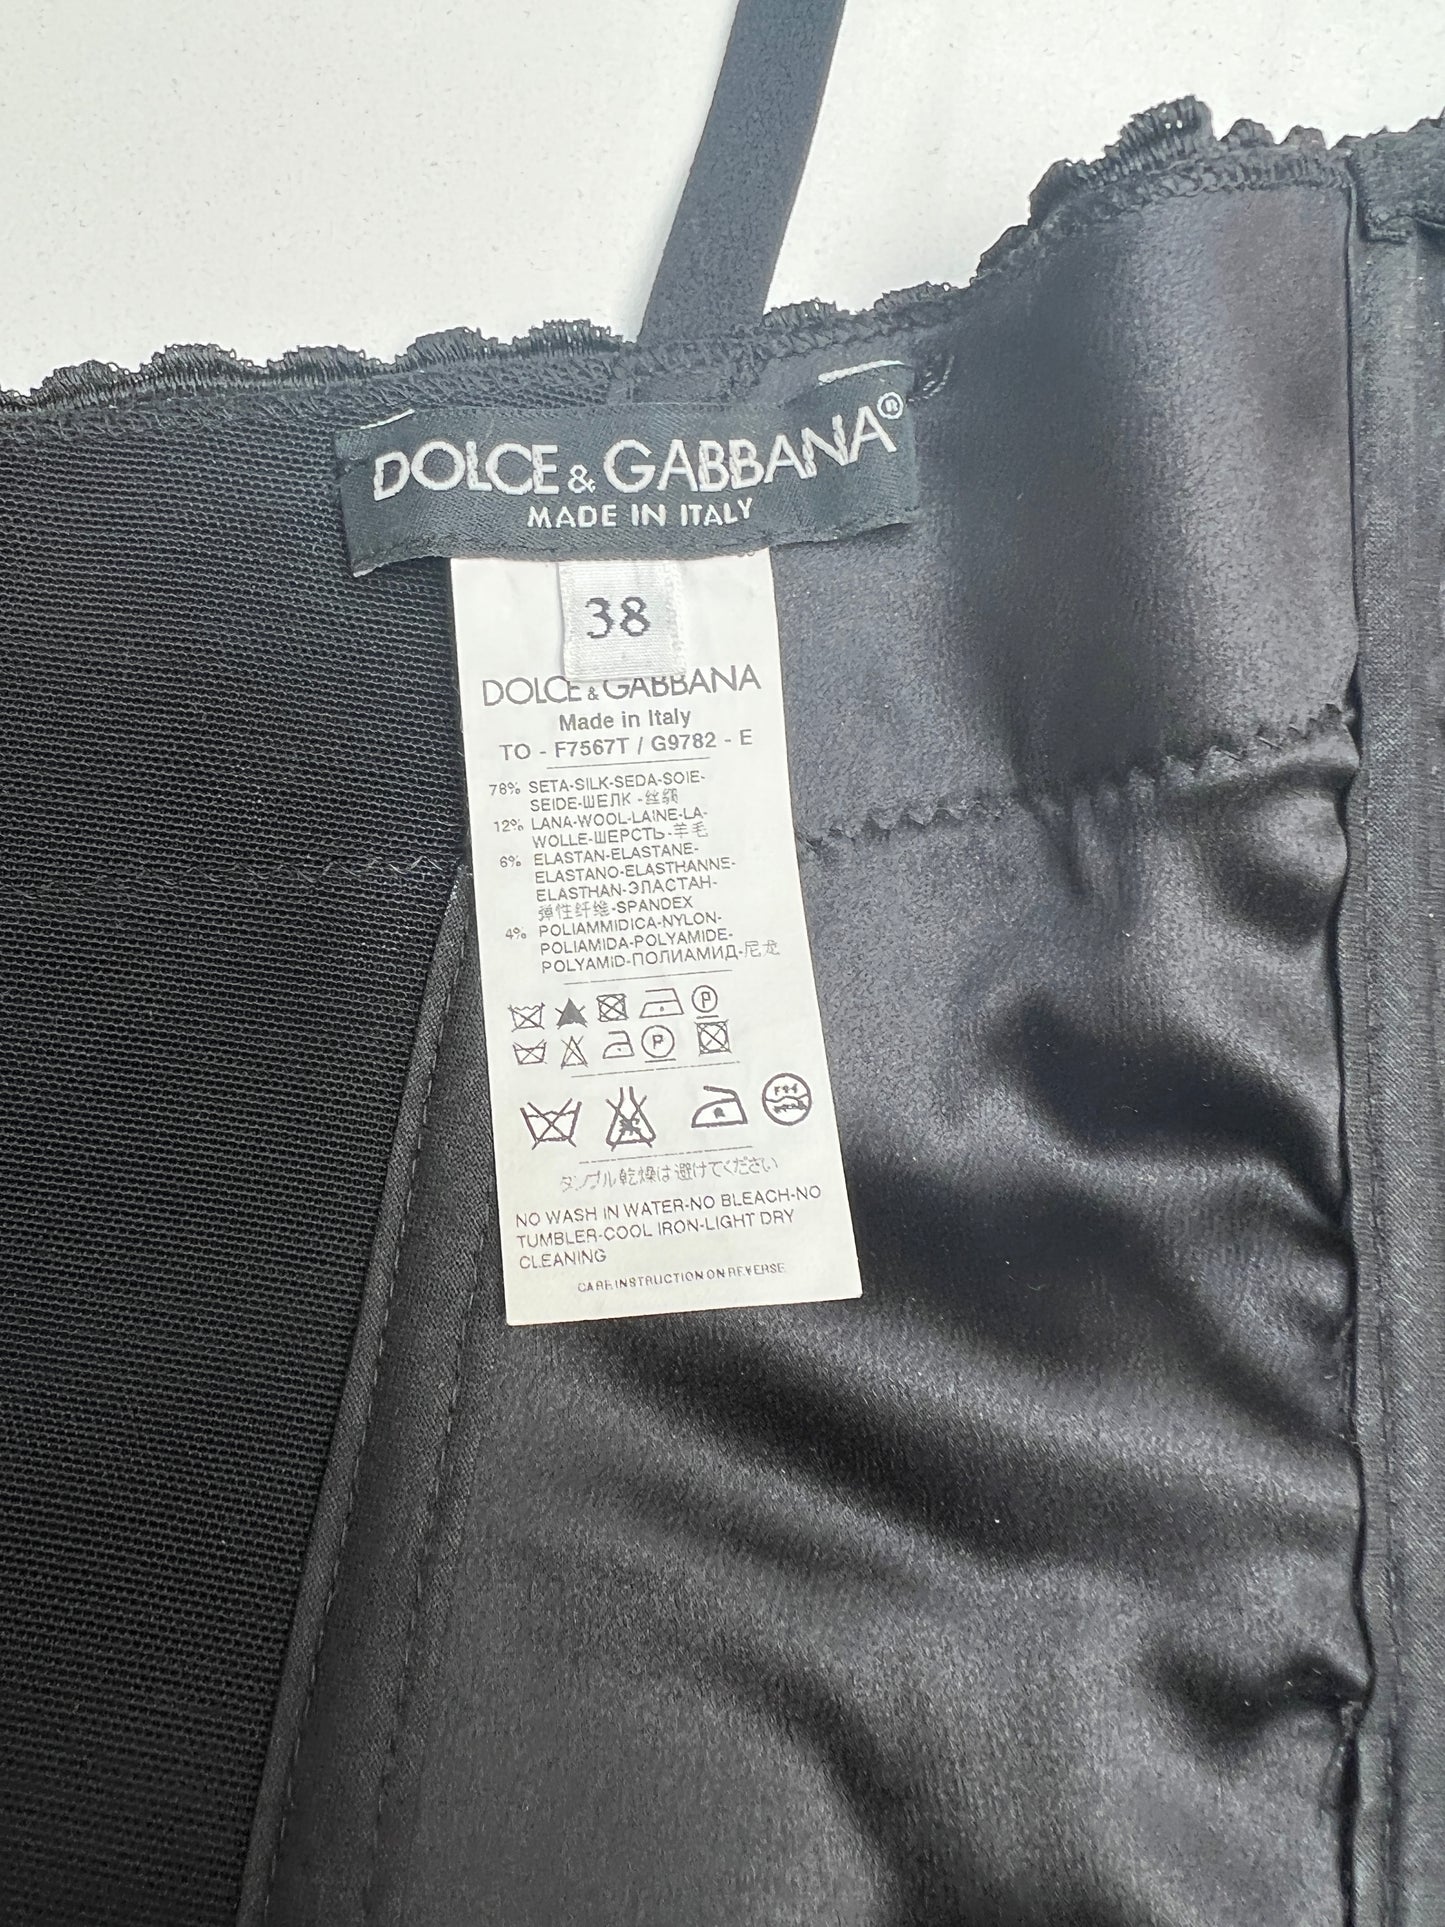 DOLCE & GABBANA®
MADE IN ITALY
38
DOLCE & GABBANA
Made in Italy
TO - F7567T / G9782 - E
78% SETA-SILK-SEDA-SOIE-
SEIDE-ШЕЛК -丝绸
12% LANA-WOOL-LAINE-LA-
WOLLE-ШЕРСТЬ-羊毛
6% ELASTAN-ELASTANE-
ELASTANO-ELASTHANNE-
ELASTHAN-ЭЛАСТАН-
弹性纤维-SPANDEX
4% POLIAMMIDICA-NYLON-
POLIAMIDA-POLYAMIDE-
POLYAMID-ПОЛИАМИД-尼龙
P
P
タンブル乾燥は避けてください
NO WASH IN WATER-NO BLEACH-NO
TUMBLER-COOL IRON-LIGHT DRY
CLEANING
CARE INSTRUCTION ON REVERSE